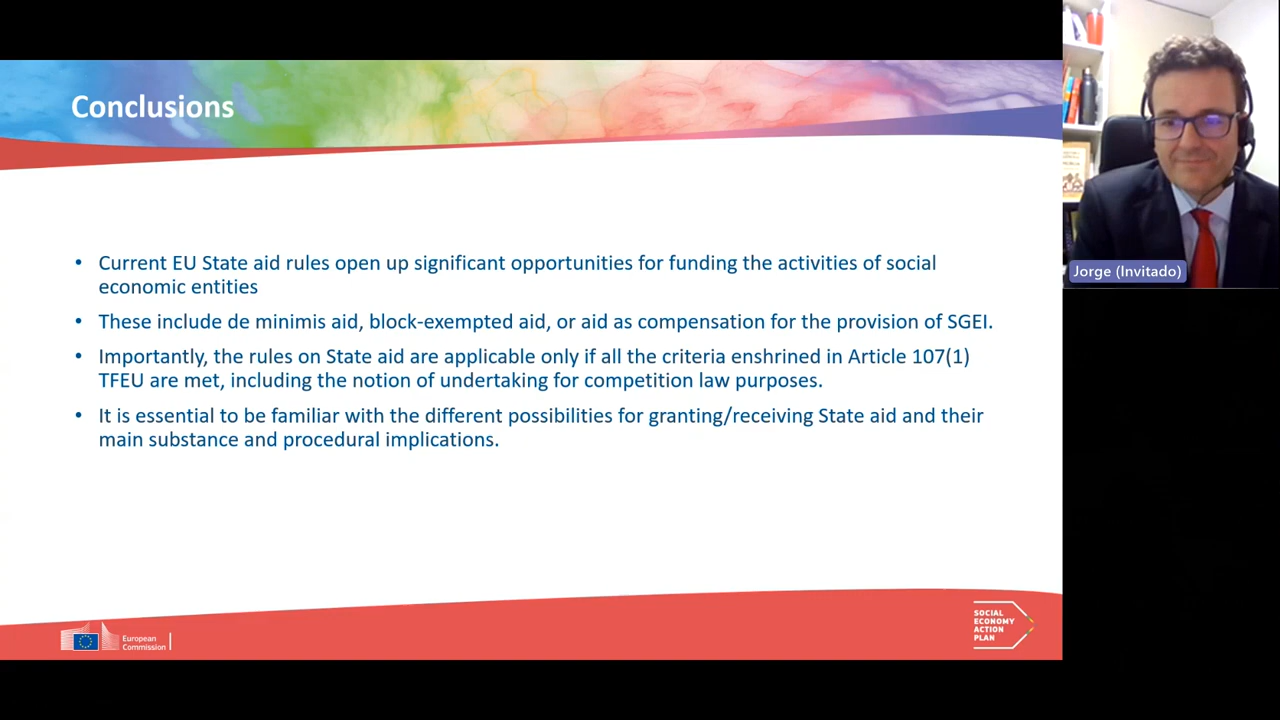 Conclusions
• Current EU State aid rules open up significant opportunities for funding the activities of social
economic entities
• These include de minimis aid, block-exempted aid, or aid as compensation for the provision of SGEI.
• Importantly, the rules on State aid are applicable only if all the criteria enshrined in Article 107(1)
TFEU are met, including the notion of undertaking for competition law purposes.
• It is essential to be familiar with the different possibilities for granting/receiving State aid and their
main substance and procedural implications.
Jorge (Invitado)
European
Commission
SOCIAL
ECONOMY
ACTION
PLAN